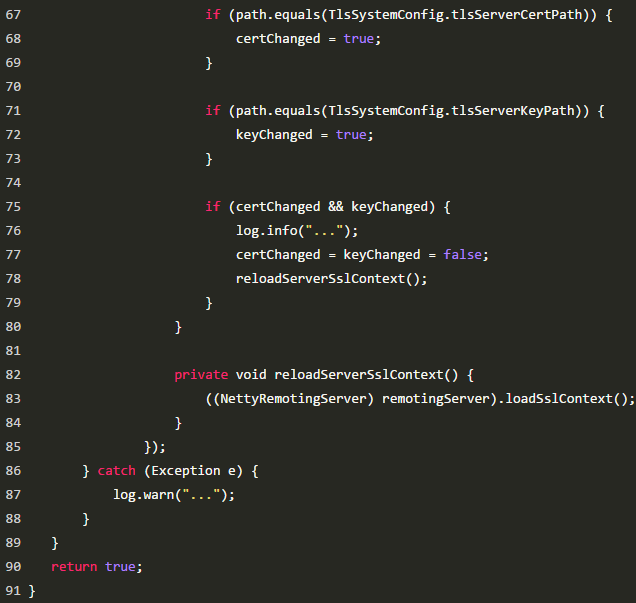 67 if (path.equals(TlsSystemConfig.tlsServerCertPath)) {
68 certChanged = true;
69 }
70
71 if (path.equals(TlsSystemConfig.tlsServerKeyPath)) {
72 keyChanged = true;
73 }
74
75 if (certChanged && keyChanged) {
76 log.info("...");
77 certChanged = keyChanged = false;
78 reloadServerSslContext();
79 }
80 }
81
82 private void reloadServerSslContext() {
83 ((NettyRemotingServer) remotingServer).loadSslContext();
84 }
85 });
86 } catch (Exception e) {
87 log.warn("...");
88 }
89 }
90 return true;
91 }